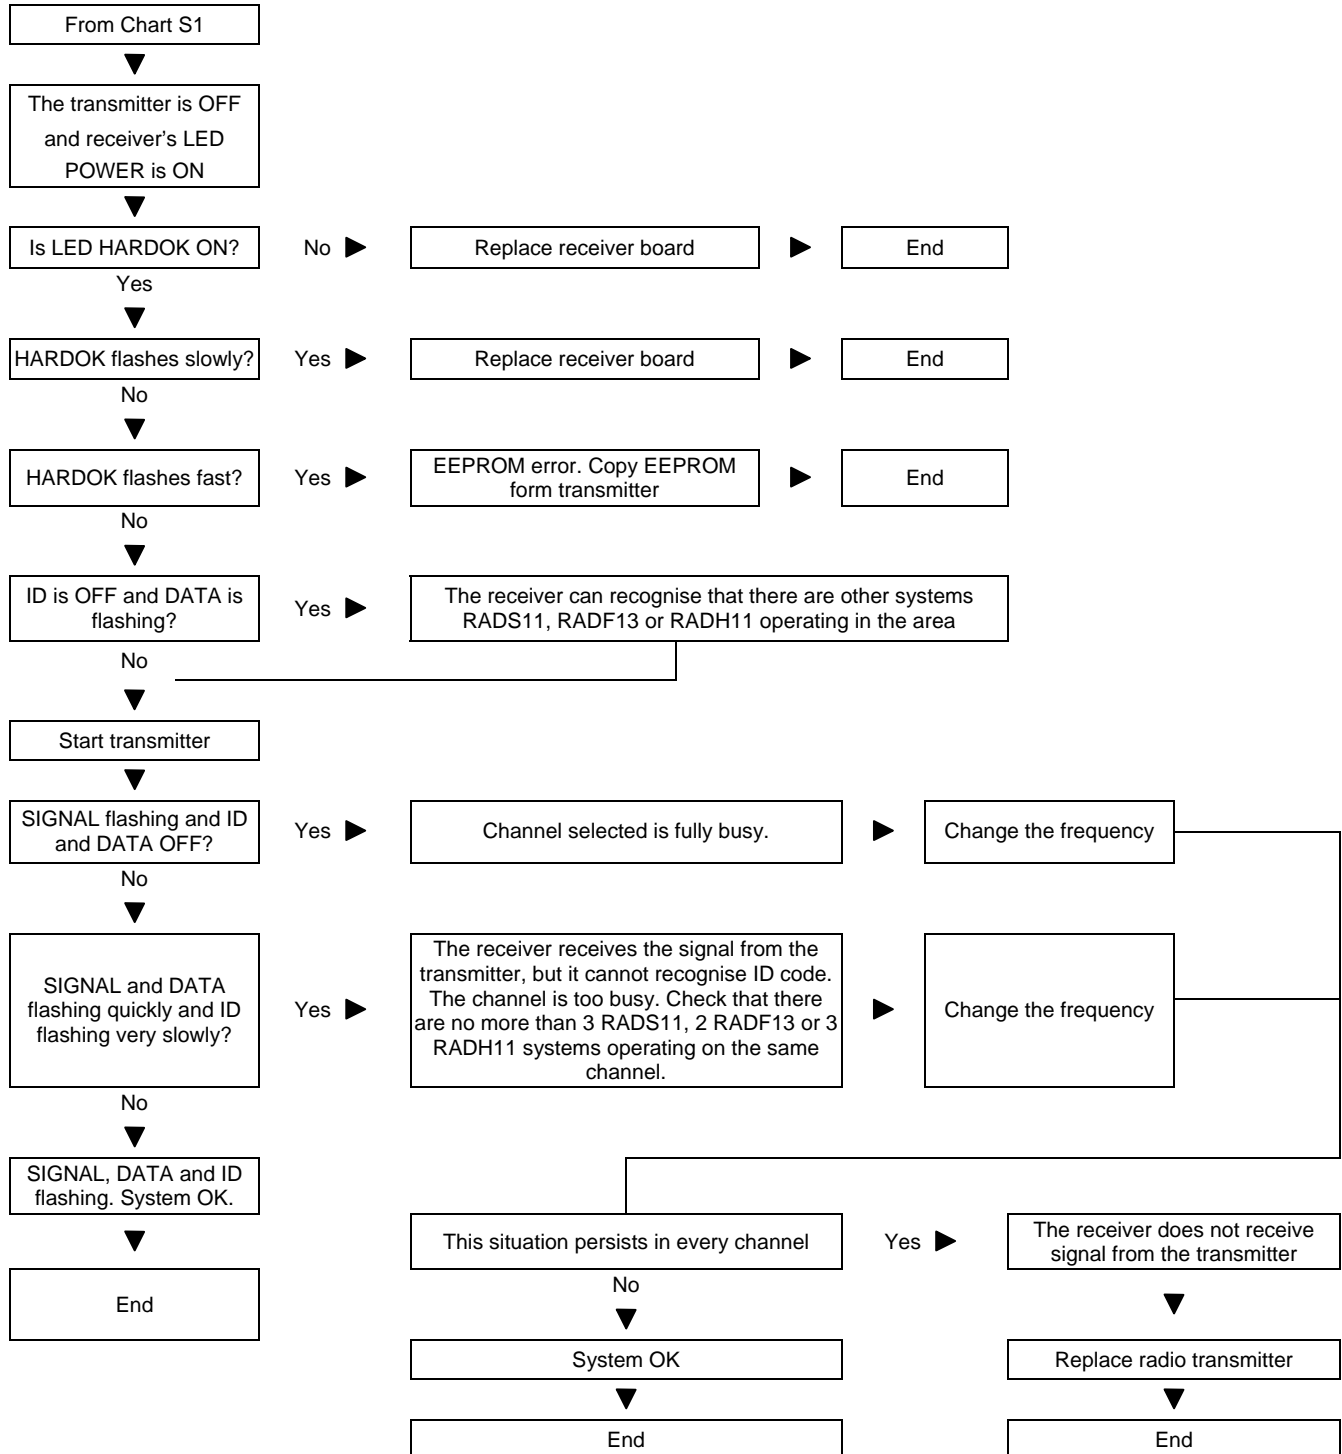 From Chart S1
The transmitter is OFF
and receiver's LED
POWER is ON
Is LED HARDOK ON?
No
Replace receiver board
End
Yes
HARDOK flashes slowly?
Yes
Replace receiver board
End
No
HARDOK flashes fast?
Yes
EEPROM error. Copy EEPROM
form transmitter
End
No
ID is OFF and DATA is
flashing?
Yes
The receiver can recognise that there are other systems
RADS11, RADF13 or RADH11 operating in the area
No
Start transmitter
SIGNAL flashing and ID
and DATA OFF?
Yes
Channel selected is fully busy.
Change the frequency
No
SIGNAL and DATA
flashing quickly and ID
flashing very slowly?
Yes
The receiver receives the signal from the
transmitter, but it cannot recognise ID code.
The channel is too busy. Check that there
are no more than 3 RADS11, 2 RADF13 or 3
RADH11 systems operating on the same
channel.
Change the frequency
No
SIGNAL, DATA and ID
flashing. System OK.
End
This situation persists in every channel
Yes
The receiver does not receive
signal from the transmitter
No
System OK
Replace radio transmitter
End
End